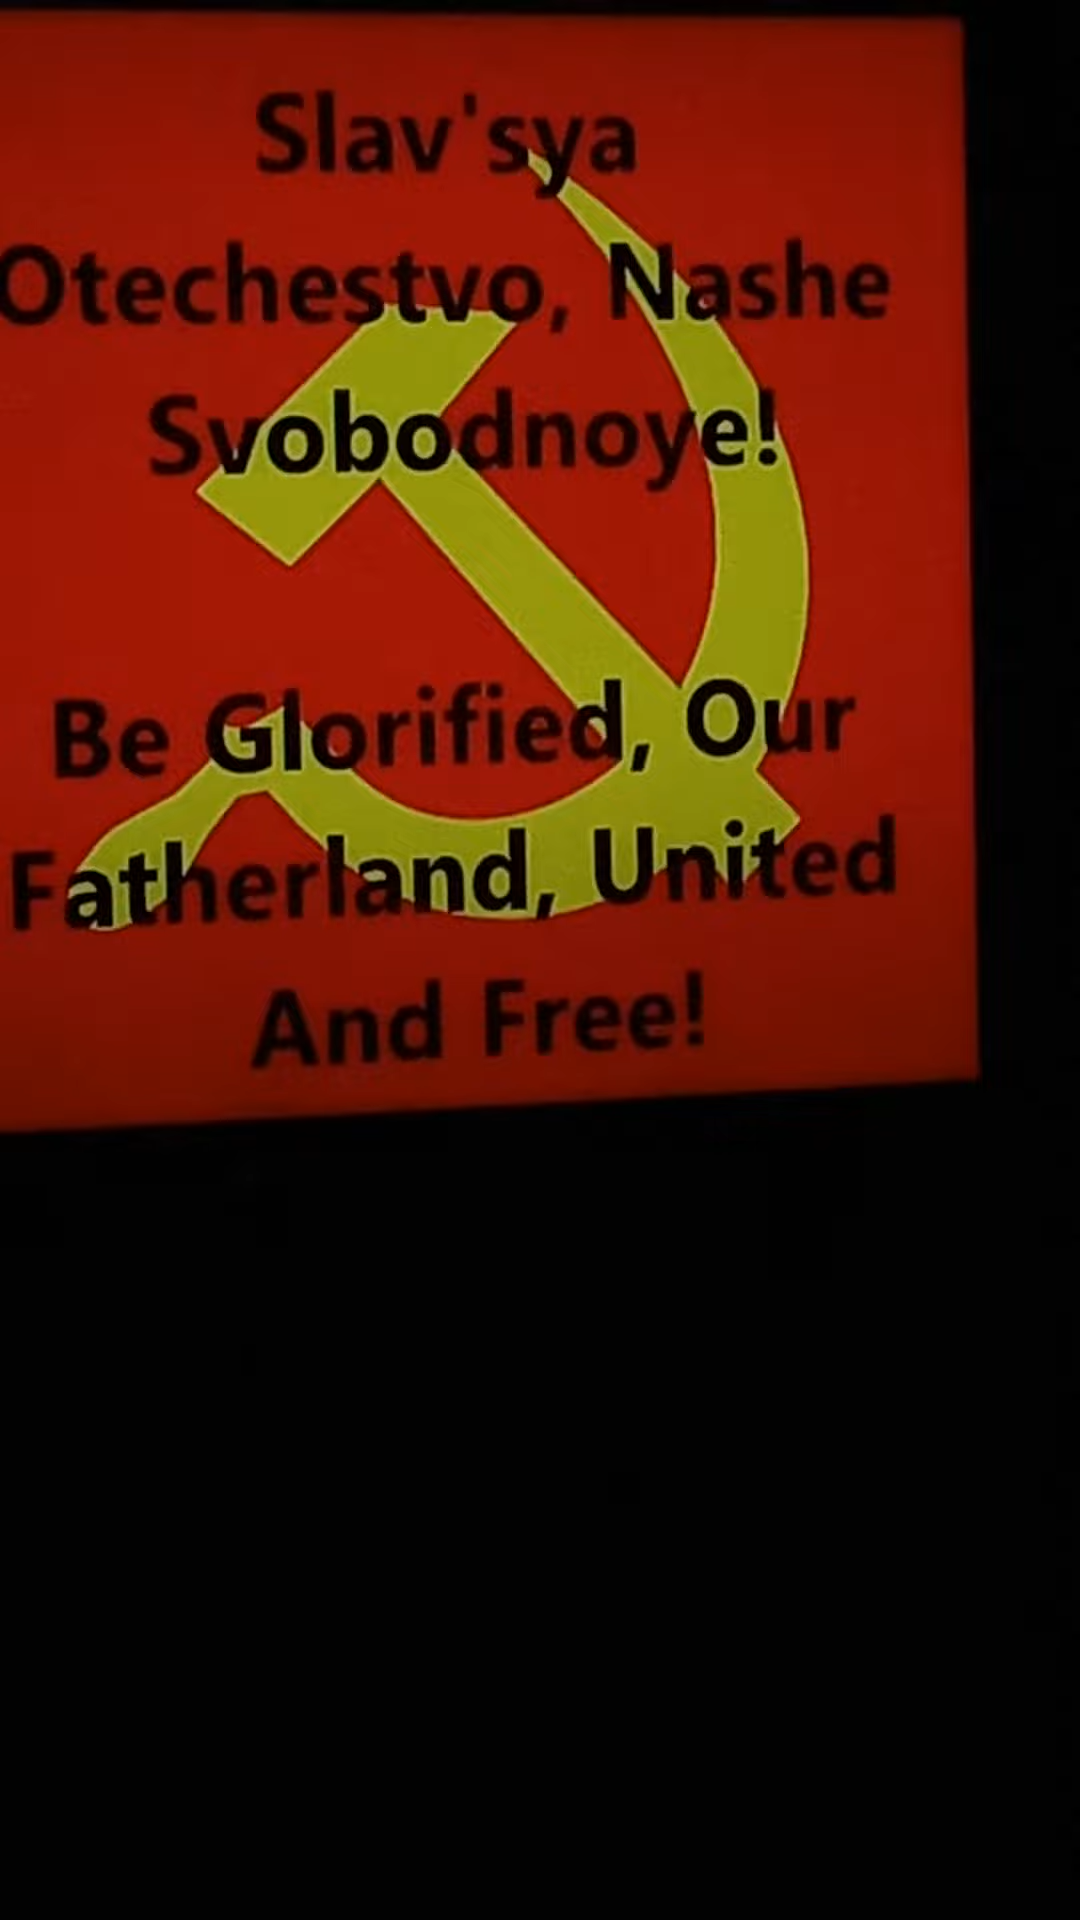 Slav'sya
Otechestvo, Nashe
Svobodnoye!
Be Glorified, Our
Fatherland, United
And Free!